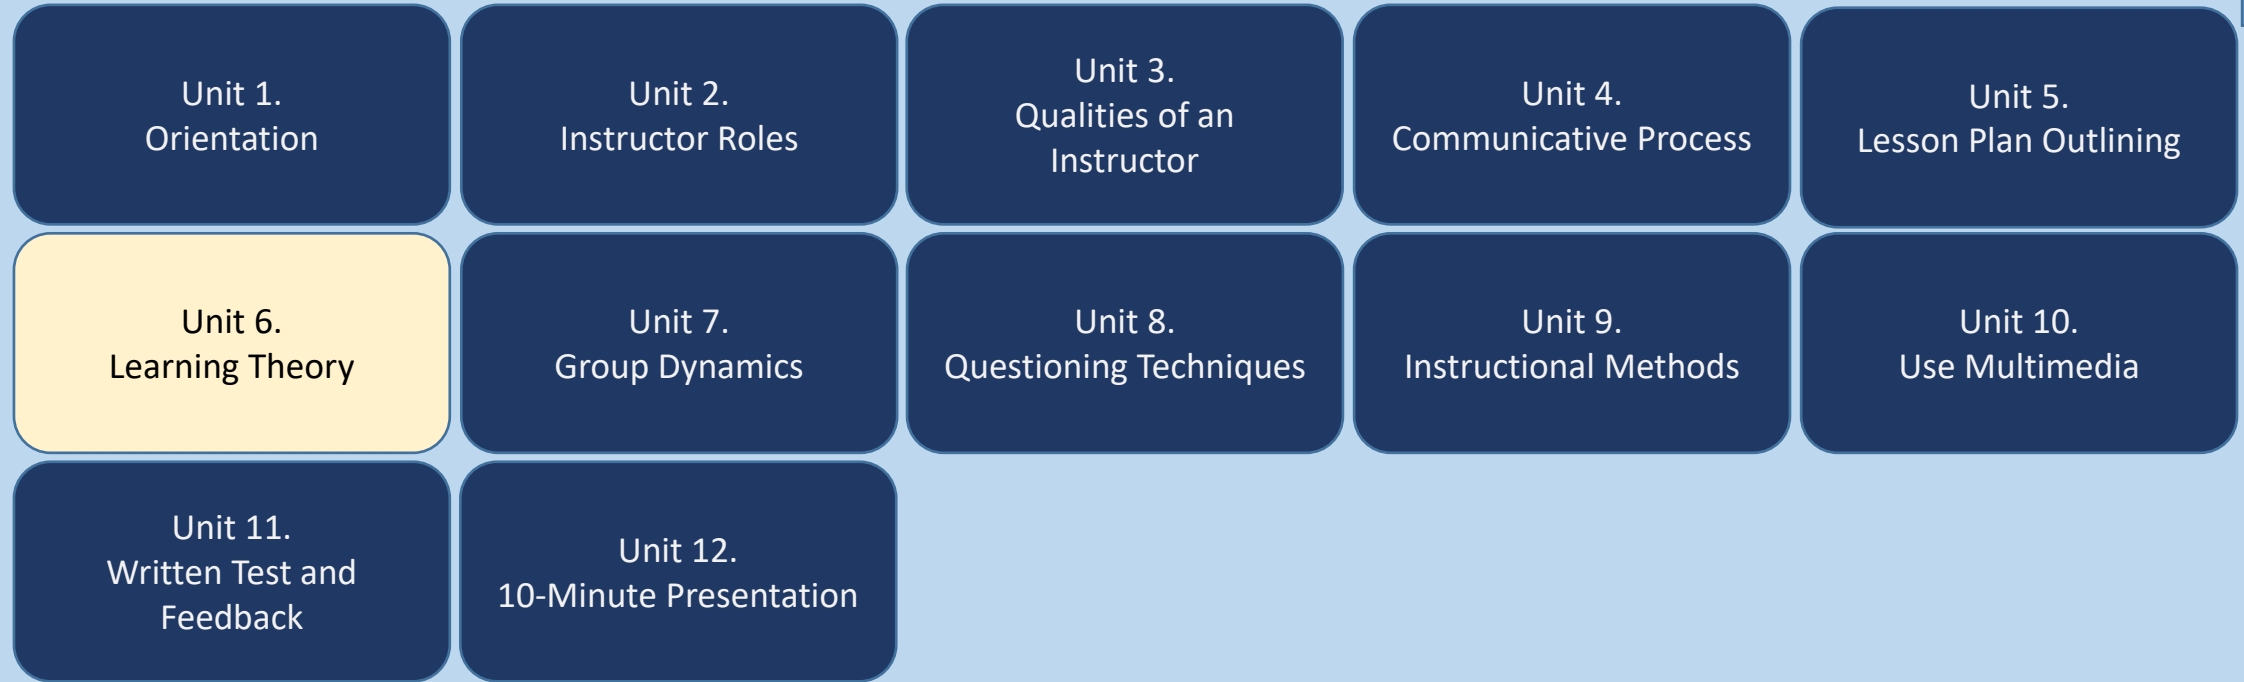 Unit 1.
Orientation
Unit 2.
Instructor Roles
Unit 3.
Qualities of an
Instructor
Unit 4.
Communicative Process
Unit 5.
Lesson Plan Outlining
Unit 6.
Learning Theory
Unit 7.
Group Dynamics
Unit 8.
Questioning Techniques
Unit 9.
Instructional Methods
Unit 10.
Use Multimedia
Unit 11.
Written Test and
Feedback
Unit 12.
10-Minute Presentation